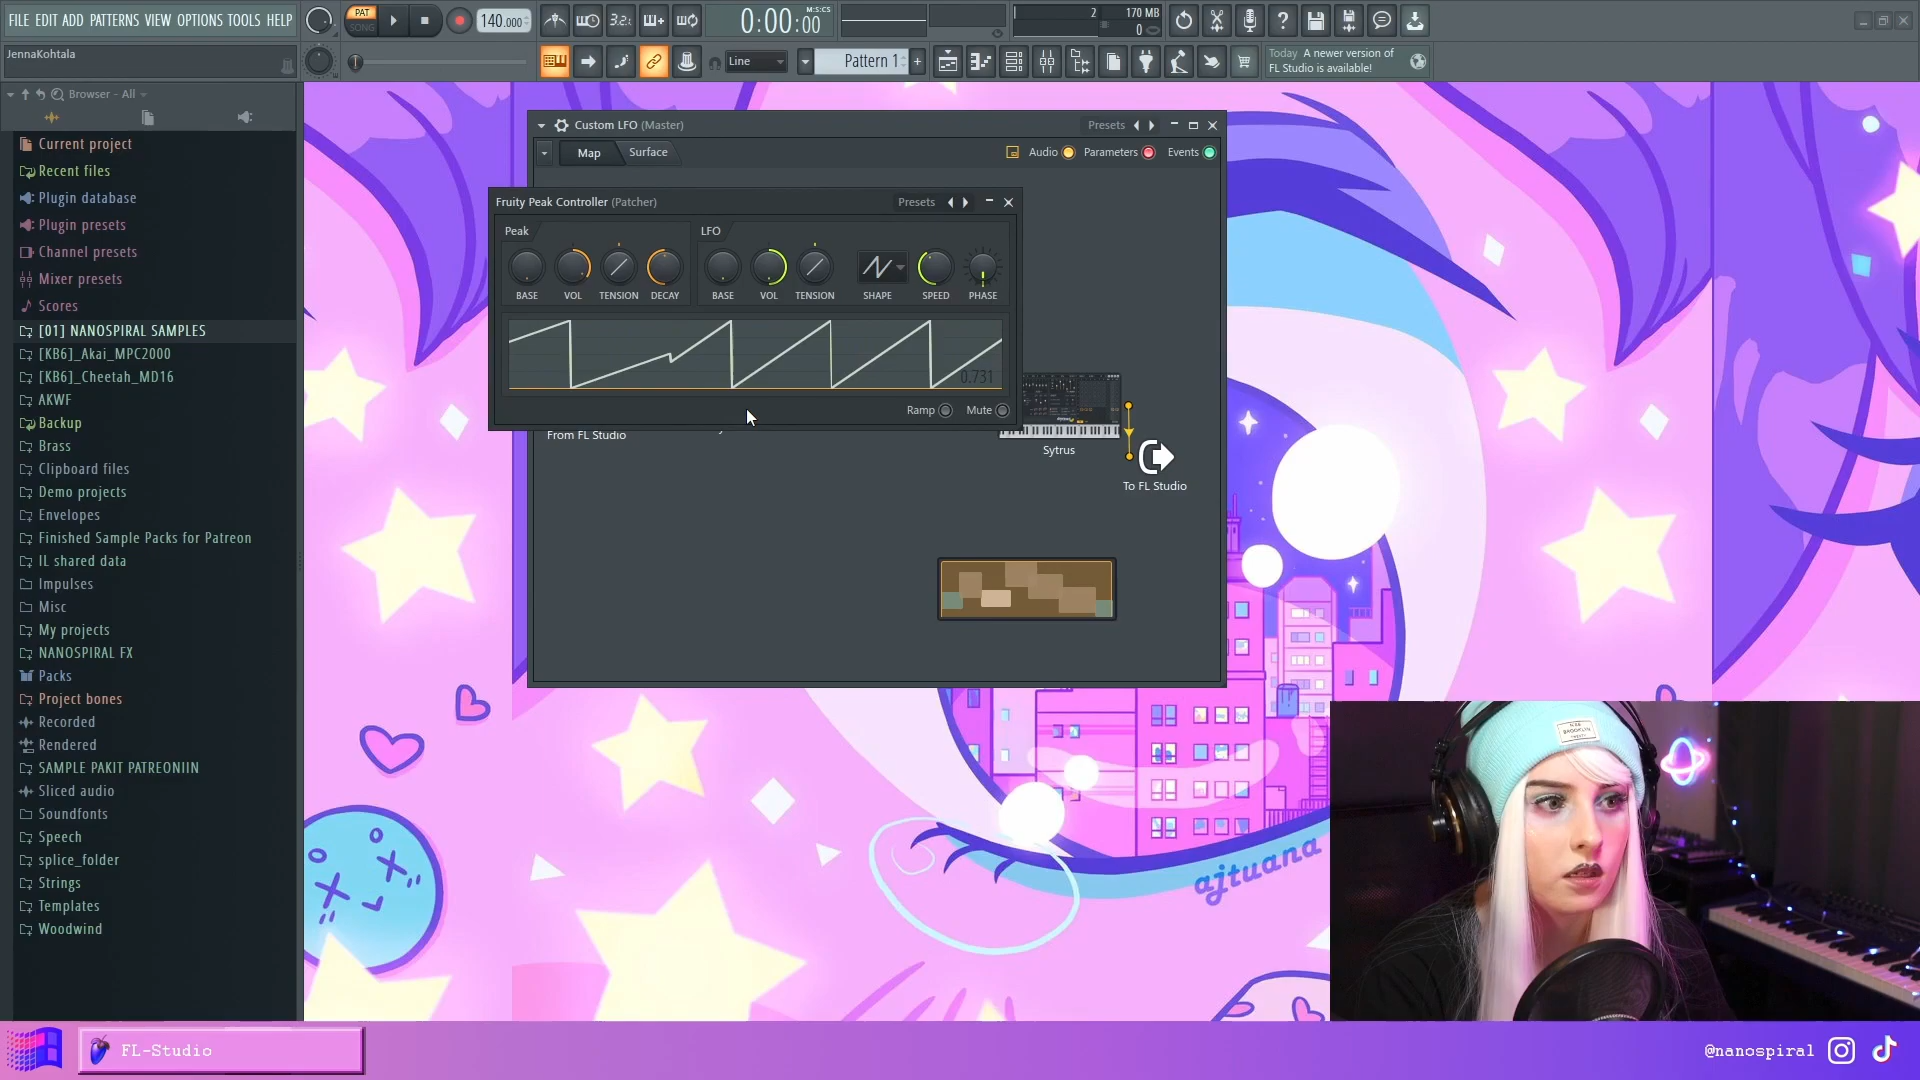 FILE EDIT ADD PATTERNS VIEW OPTIONS TOOLS HELP
PAT
SONG
140.000
3.2
0:00:00
M:S:CS
2
170 MB
0
JennaKohtala
Line
Pattern 1
Today A newer version of
FL Studio is available!
Browser - All
Current project
Recent files
Plugin database
Plugin presets
Channel presets
Mixer presets
Scores
[01] NANOSPIRAL SAMPLES
[KB6]_Akai_MPC2000
[KB6]_Cheetah_MD16
AKWF
Backup
Brass
Clipboard files
Demo projects
Envelopes
Finished Sample Packs for Patreon
IL shared data
Impulses
Misc
My projects
NANOSPIRAL FX
Packs
Project bones
Recorded
Rendered
SAMPLE PAKIT PATREONIIN
Sliced audio
Soundfonts
Speech
splice_folder
Strings
Templates
Woodwind
Custom LFO (Master)
Presets
Map
Surface
Audio
Parameters
Events
Fruity Peak Controller (Patcher)
Presets
Peak
LFO
BASE
VOL
TENSION
DECAY
BASE
VOL
TENSION
SHAPE
SPEED
PHASE
0.731
Ramp
Mute
From FL Studio
Sytrus
To FL Studio
ajtuana
BROOKLYN
FL-Studio
@nanospiral